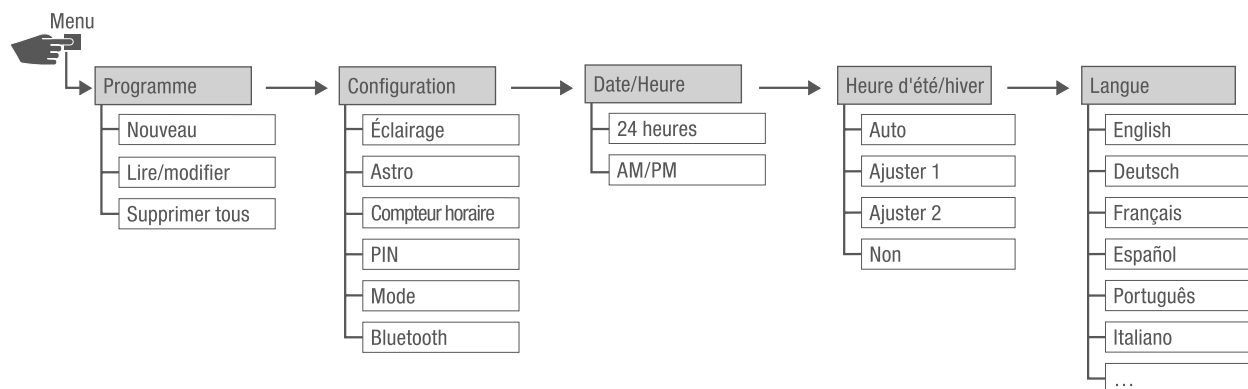 Menu
Programme
Nouveau
Lire/modifier
Supprimer tous
Configuration
Éclairage
Astro
Compteur horaire
PIN
Mode
Bluetooth
Date/Heure
24 heures
AM/PM
Heure d'été/hiver
Auto
Ajuster 1
Ajuster 2
Non
Langue
English
Deutsch
Français
Español
Português
Italiano
...